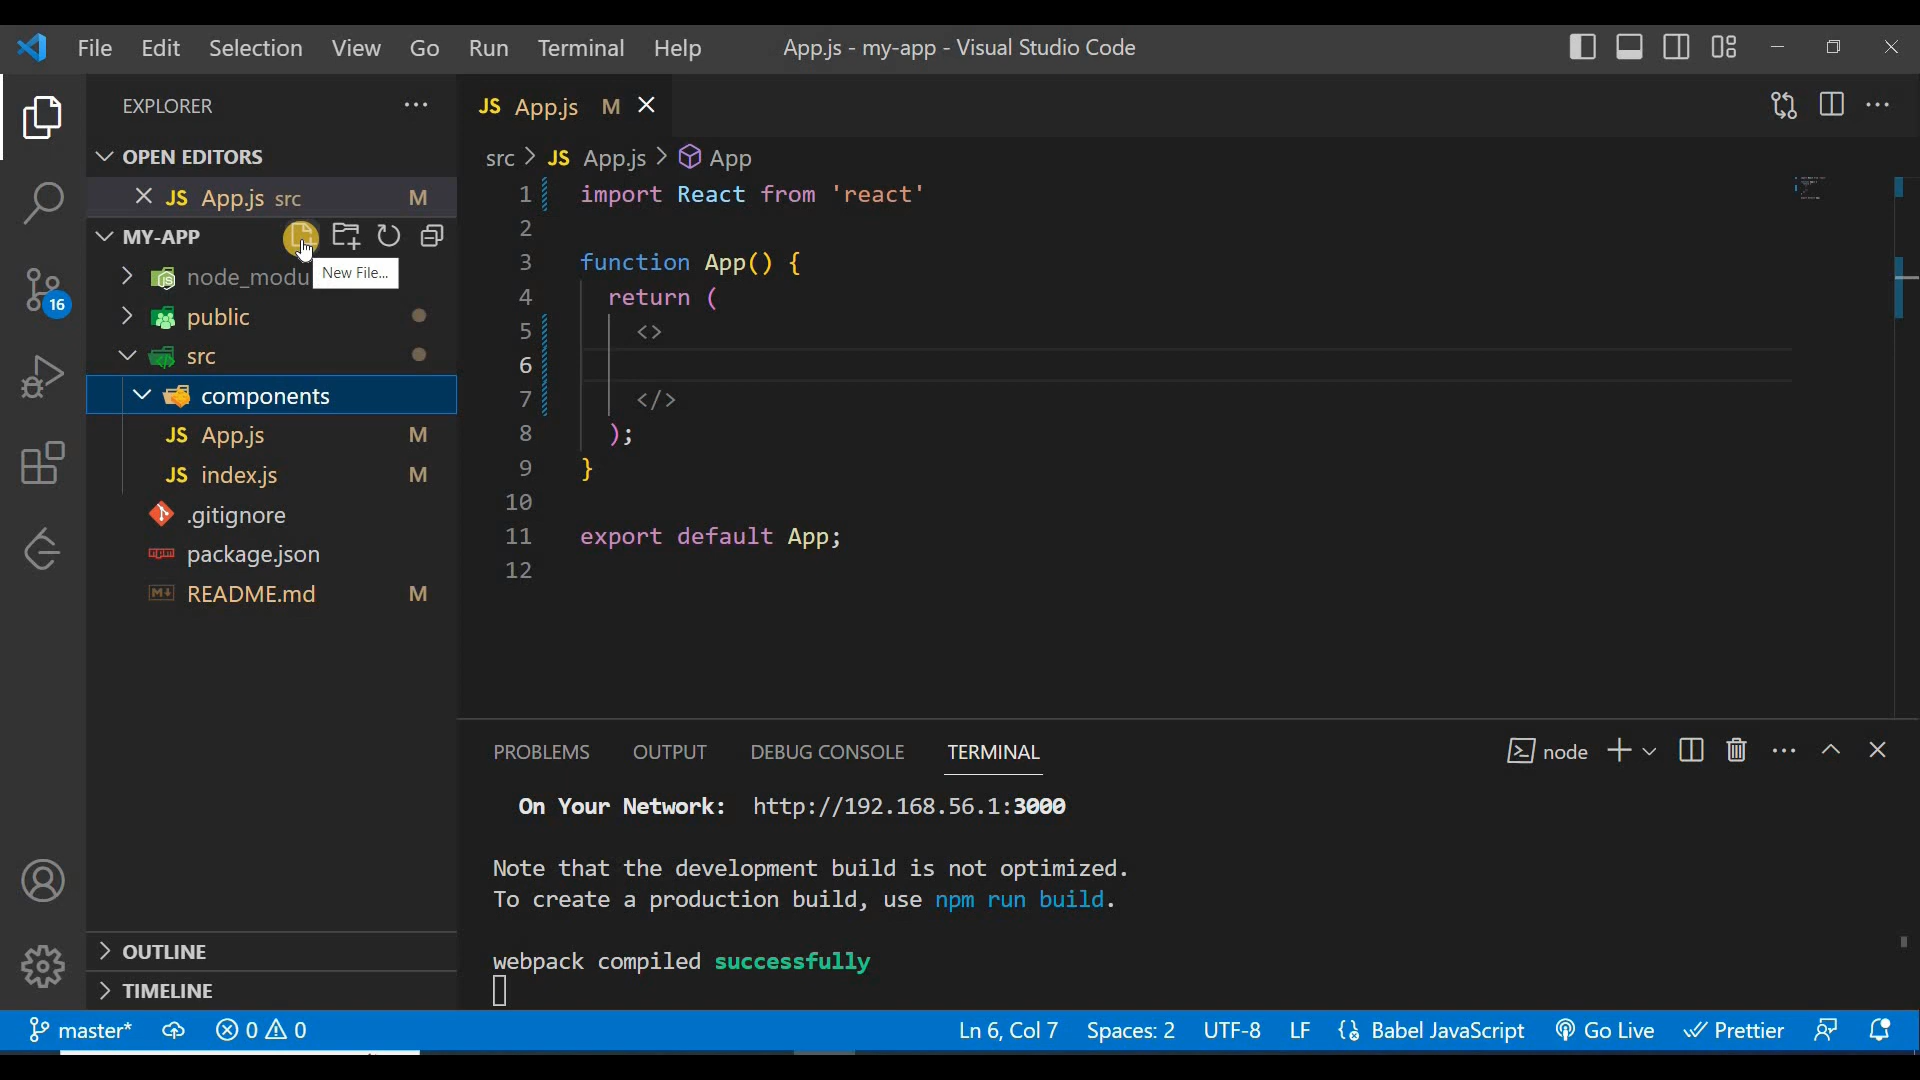 File Edit Selection View Go Run Terminal Help App.js - my-app - Visual Studio Code
EXPLORER
OPEN EDITORS
JS App.js src M
MY-APP
New File...
node_modu
public
src
components
JS App.js M
JS index.js M
.gitignore
npm package.json
M↓ README.md M
OUTLINE
TIMELINE
16
JS App.js M
src > JS App.js > App
1 import React from 'react'
2
3 function App() {
4 return (
5 <>
6
7 </>
8 );
9 }
10
11 export default App;
12
PROBLEMS OUTPUT DEBUG CONSOLE TERMINAL node
On Your Network: http://192.168.56.1:3000
Note that the development build is not optimized.
To create a production build, use npm run build.
webpack compiled successfully
master* 0 0 Ln 6, Col 7 Spaces: 2 UTF-8 LF {} Babel JavaScript Go Live Prettier